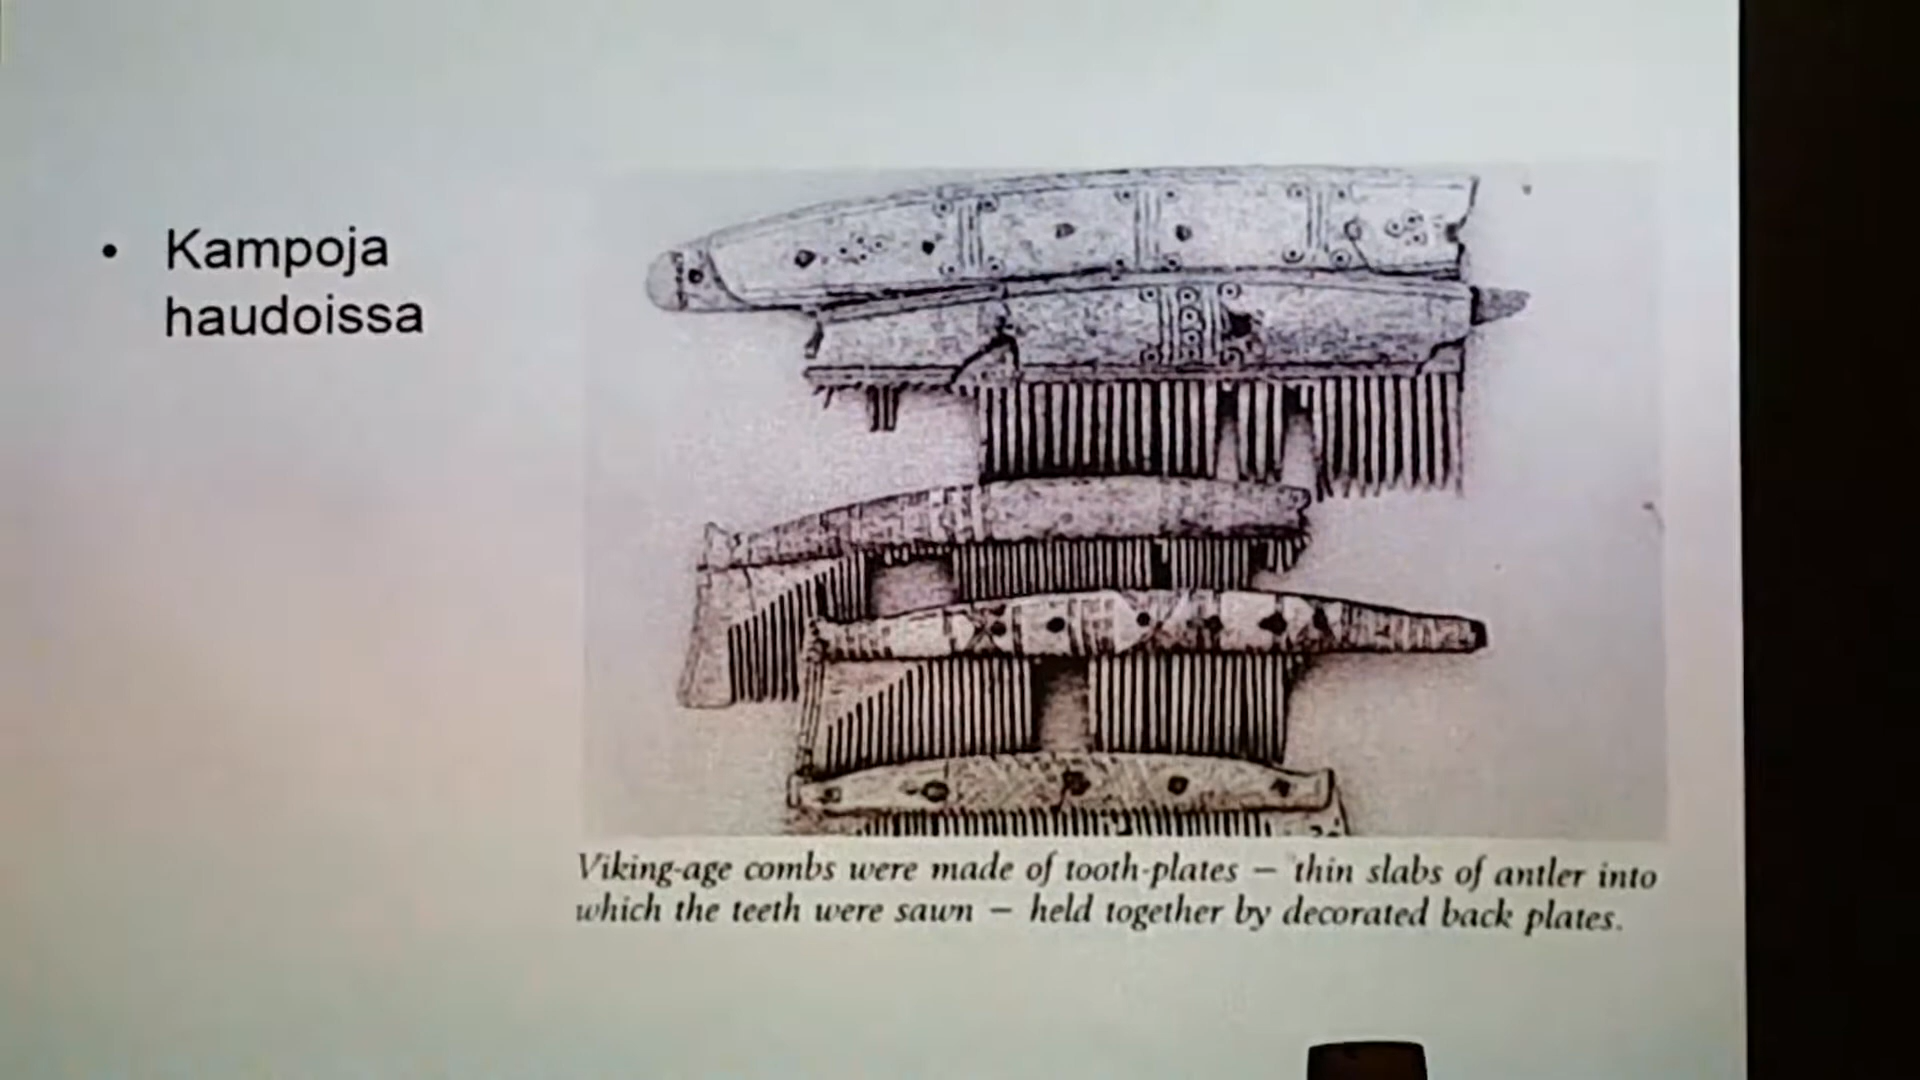 • Kampoja
haudoissa
Viking-age combs were made of tooth-plates – thin slabs of antler into
which the teeth were sawn – held together by decorated back plates.